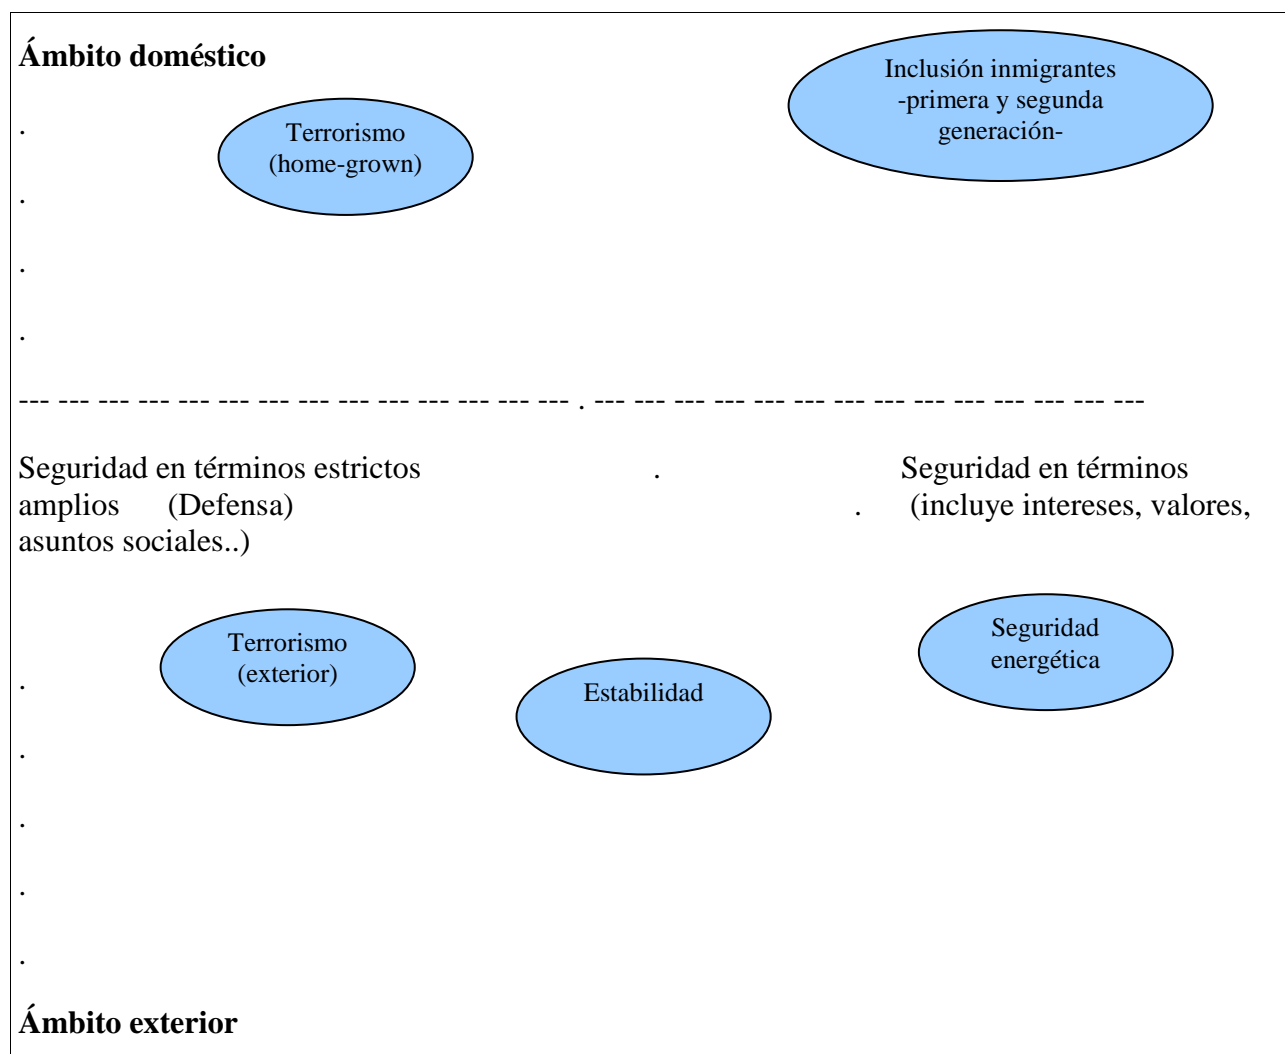 Ámbito doméstico
Inclusión inmigrantes
-primera y segunda
generación-
.
Terrorismo
(home-grown)
.
.
.
--- --- --- --- --- --- --- --- --- --- --- --- --- --- . --- --- --- --- --- --- --- --- --- --- --- --- --- ---
Seguridad en términos estrictos . Seguridad en términos
amplios (Defensa) . (incluye intereses, valores,
asuntos sociales..)
Terrorismo
(exterior)
Estabilidad
Seguridad
energética
.
.
.
.
.
Ámbito exterior